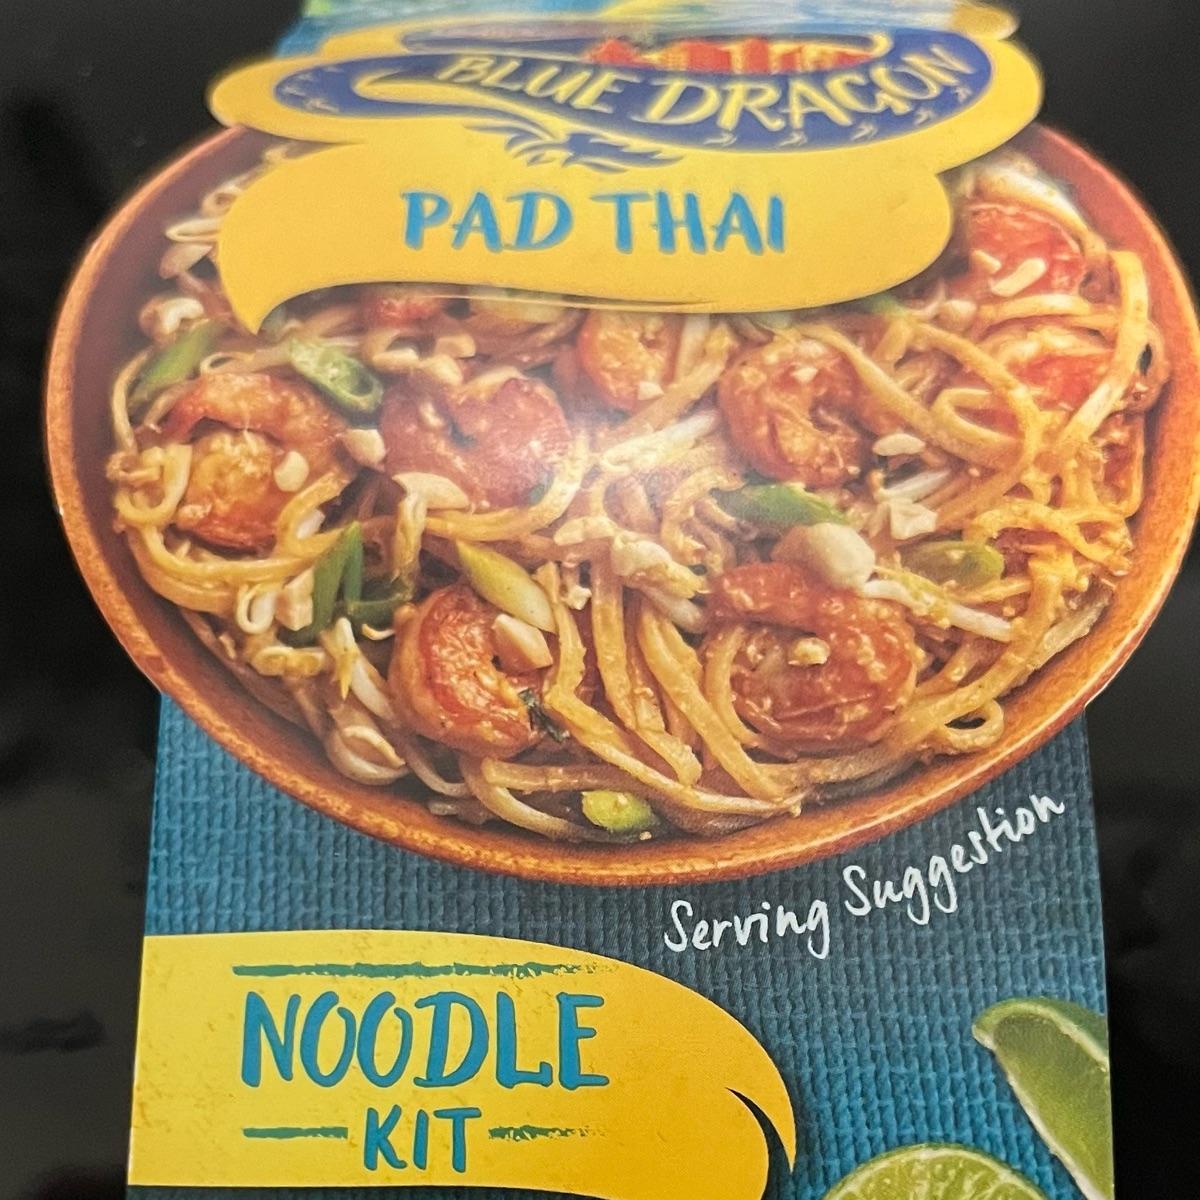 BLUE DRAGON
PAD THAI
Serving Suggestion
NOODLE
KIT